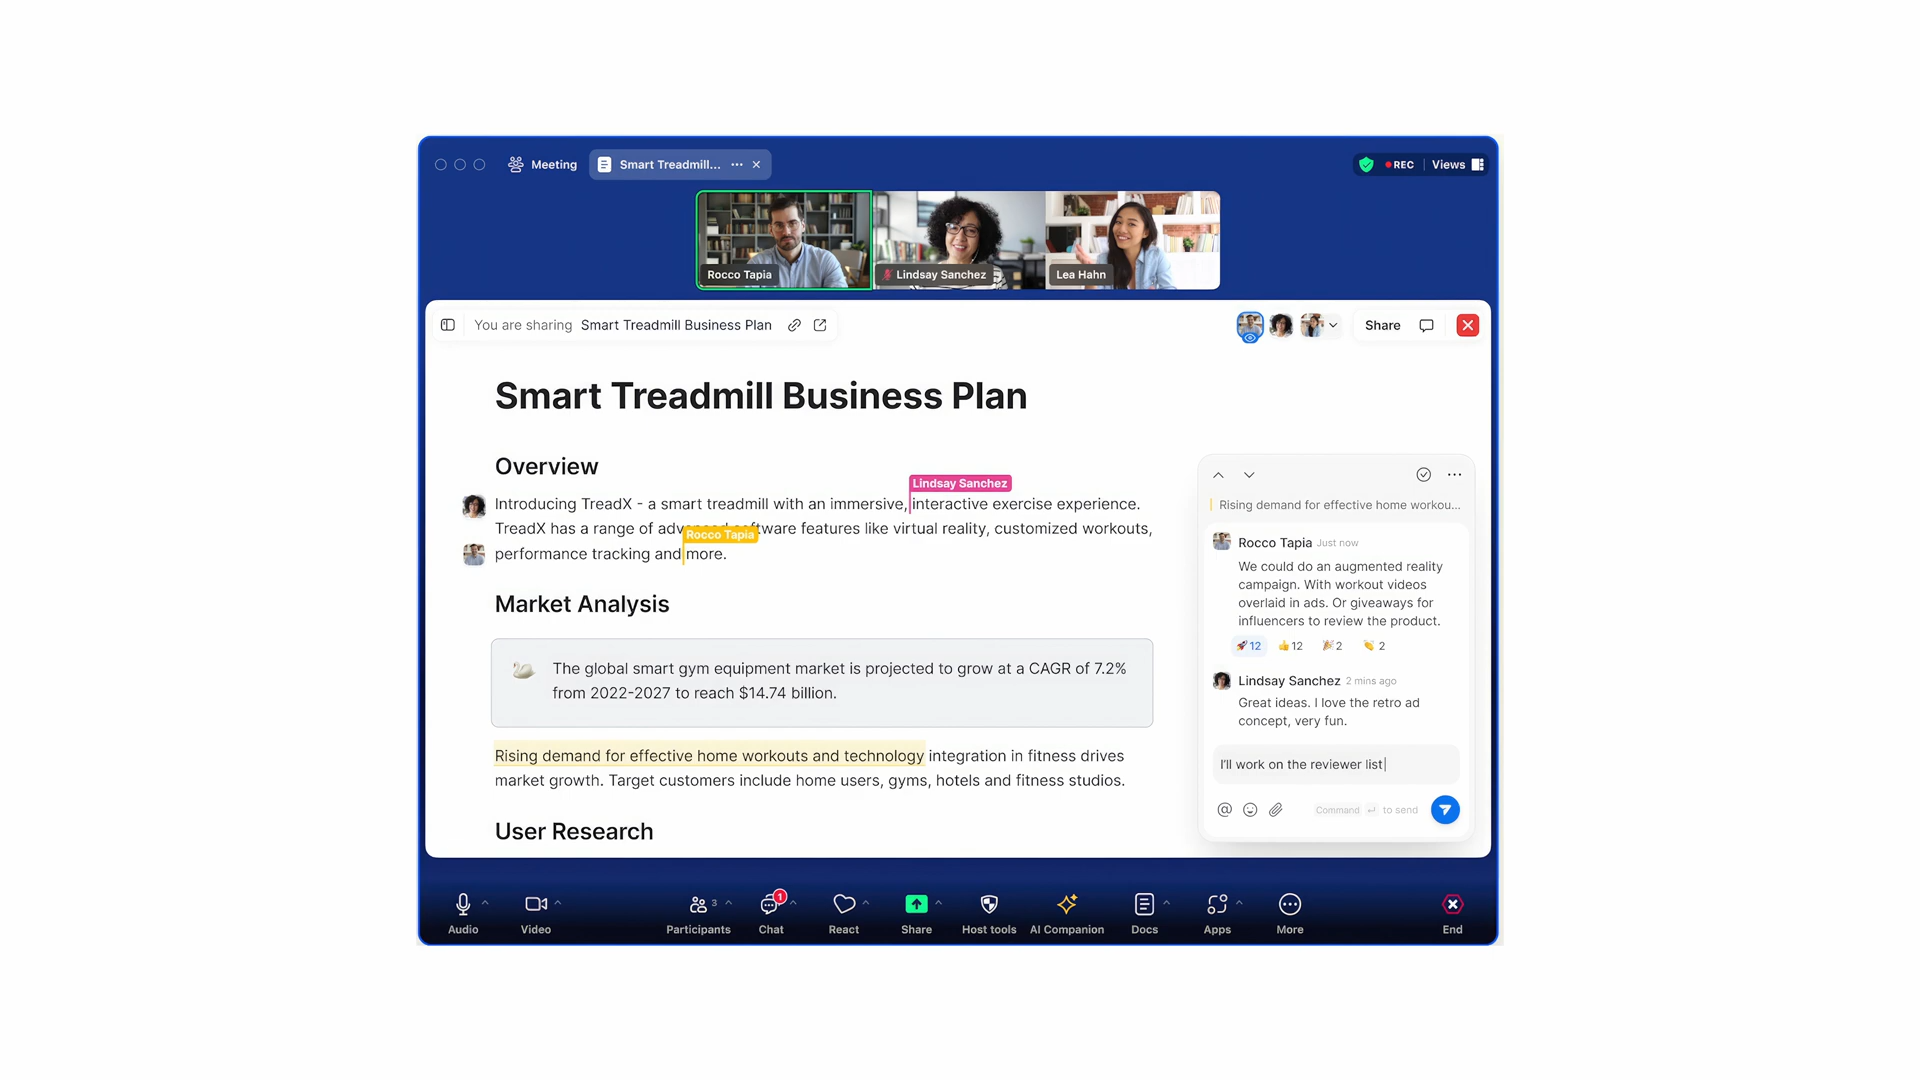 Meeting
Smart Treadmill...
REC
Views
Rocco Tapia
Lindsay Sanchez
Lea Hahn
You are sharing Smart Treadmill Business Plan
Share
Smart Treadmill Business Plan
Overview
Lindsay Sanchez
Introducing TreadX - a smart treadmill with an immersive, interactive exercise experience.
TreadX has a range of advanced software features like virtual reality, customized workouts,
Rocco Tapia
performance tracking and more.
Market Analysis
The global smart gym equipment market is projected to grow at a CAGR of 7.2%
from 2022-2027 to reach $14.74 billion.
Rising demand for effective home workouts and technology integration in fitness drives
market growth. Target customers include home users, gyms, hotels and fitness studios.
User Research
Rising demand for effective home workou...
Rocco Tapia Just now
We could do an augmented reality
campaign. With workout videos
overlaid in ads. Or giveaways for
influencers to review the product.
12 12 2 2
Lindsay Sanchez 2 mins ago
Great ideas. I love the retro ad
concept, very fun.
I'll work on the reviewer list
@ Command ↵ to send
3
1
Audio
Video
Participants
Chat
React
Share
Host tools
AI Companion
Docs
Apps
More
End